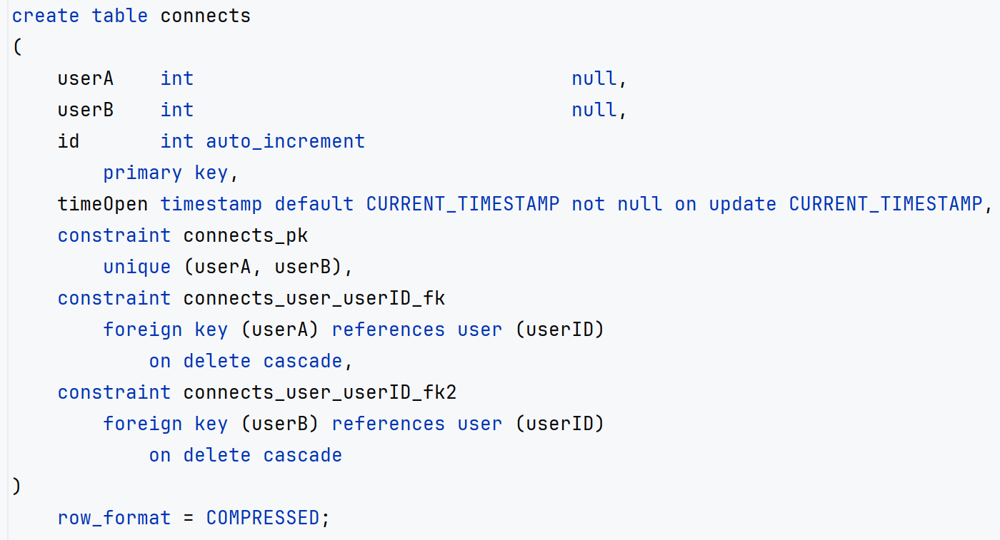 create table connects
(
    userA    int                                 null,
    userB    int                                 null,
    id       int auto_increment
        primary key,
    timeOpen timestamp default CURRENT_TIMESTAMP not null on update CURRENT_TIMESTAMP,
    constraint connects_pk
        unique (userA, userB),
    constraint connects_user_userID_fk
        foreign key (userA) references user (userID)
            on delete cascade,
    constraint connects_user_userID_fk2
        foreign key (userB) references user (userID)
            on delete cascade
)
    row_format = COMPRESSED;